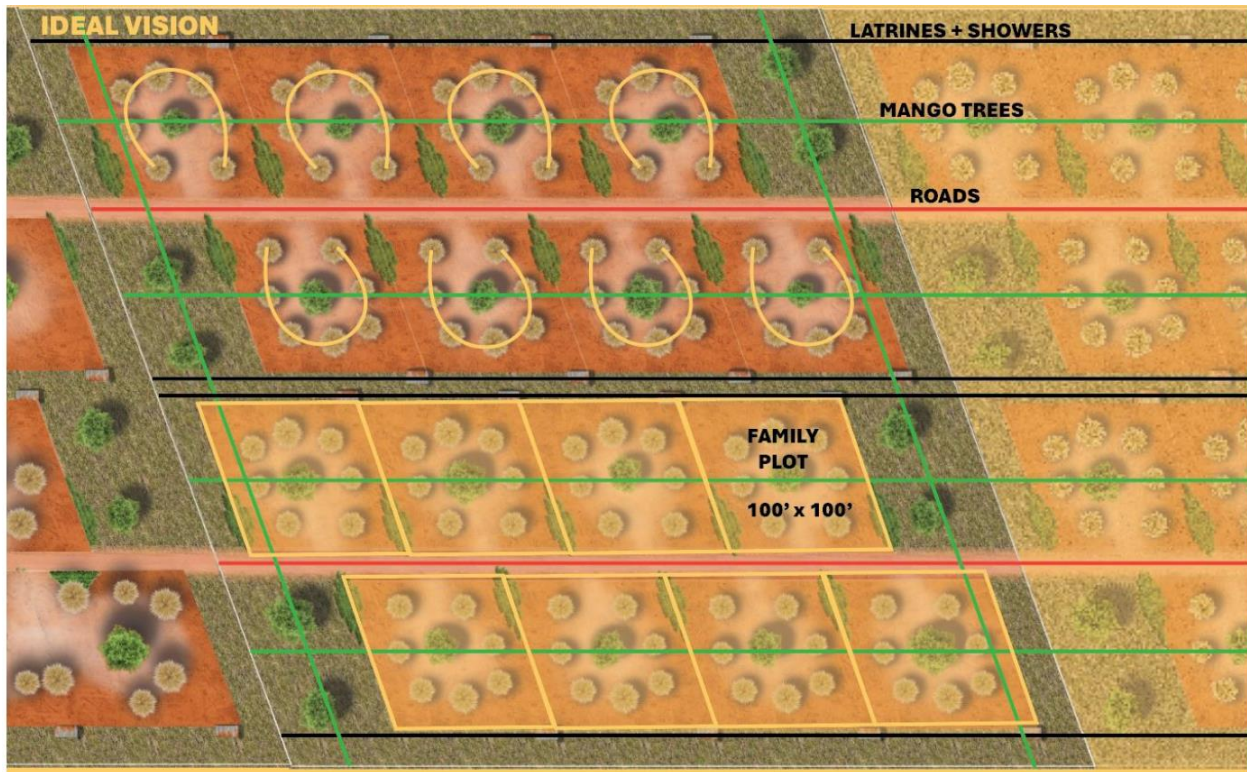 IDEAL VISION
LATRINES + SHOWERS
MANGO TREES
ROADS
FAMILY
PLOT
100’ x 100’